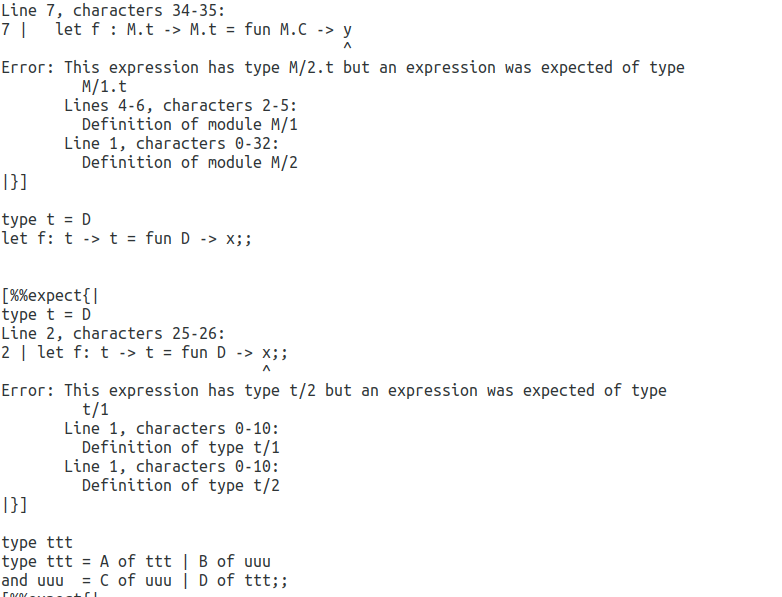 Line 7, characters 34-35:
7 |   let f : M.t -> M.t = fun M.C -> y
                                      ^
Error: This expression has type M/2.t but an expression was expected of type
         M/1.t
       Lines 4-6, characters 2-5:
         Definition of module M/1
       Line 1, characters 0-32:
         Definition of module M/2
|}]

type t = D
let f: t -> t = fun D -> x;;


[%%expect{|
type t = D
Line 2, characters 25-26:
2 | let f: t -> t = fun D -> x;;
                             ^
Error: This expression has type t/2 but an expression was expected of type
         t/1
       Line 1, characters 0-10:
         Definition of type t/1
       Line 1, characters 0-10:
         Definition of type t/2
|}]

type ttt
type ttt = A of ttt | B of uuu
and uuu  = C of uuu | D of ttt;;
[%%expect{|